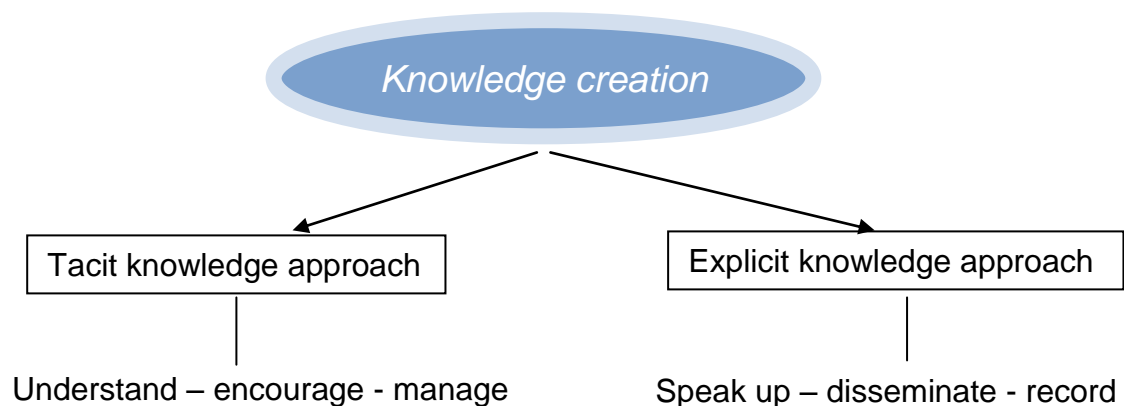 Knowledge creation
Tacit knowledge approach
Explicit knowledge approach
Understand – encourage - manage
Speak up – disseminate - record